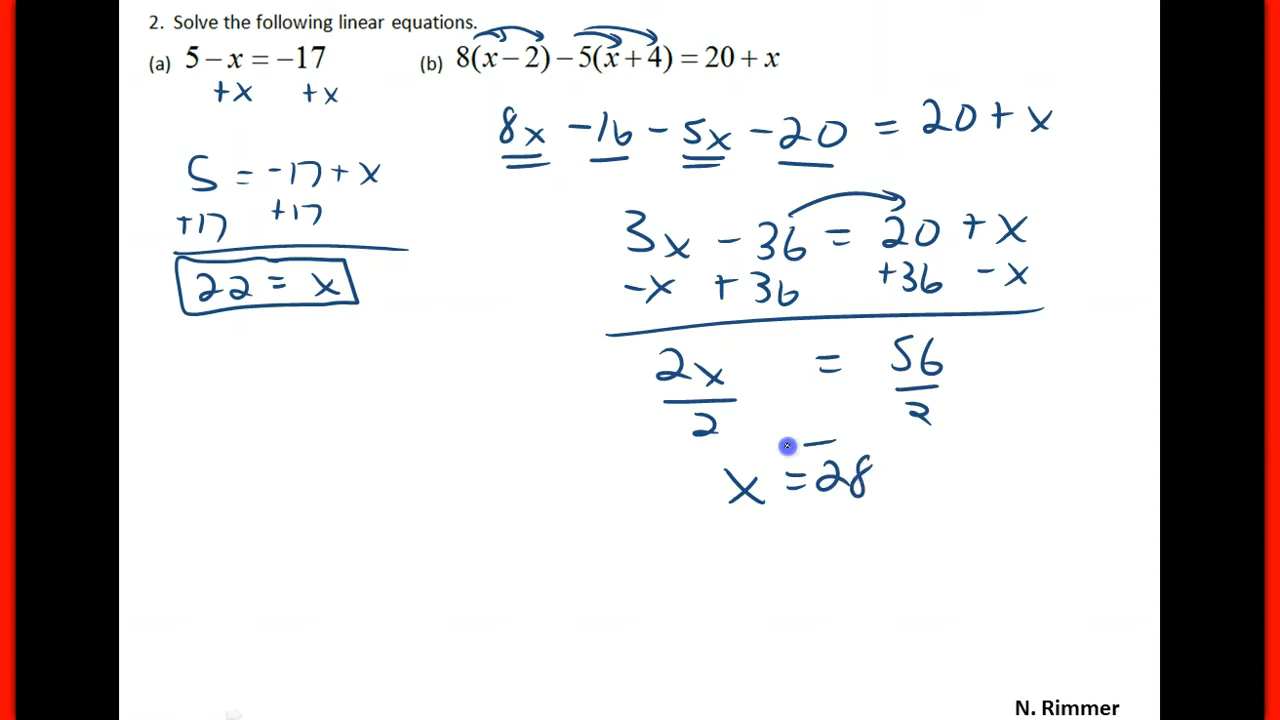 2. Solve the following linear equations.
(a) 5 − x = −17
+x +x
5 = -17 + x
+17 +17
22 = x
(b) 8(x − 2) − 5(x + 4) = 20 + x
8x - 16 - 5x - 20 = 20 + x
3x - 36 = 20 + x
-x + 36 +36 - x
2x = 56
2 2
x = 28
N. Rimmer